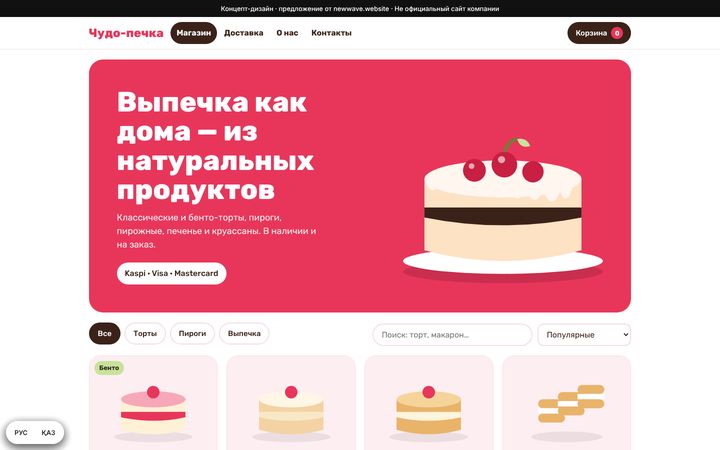 Концепт-дизайн · предложение от newwave.website · Не официальный сайт компании
Чудо-печка Магазин Доставка О нас Контакты Корзина 0
Выпечка как
дома — из
натуральных
продуктов
Классические и бенто-торты, пироги,
пирожные, печенье и круассаны. В наличии и
на заказ.
Kaspi · Visa · Mastercard
Все Торты Пироги Выпечка Поиск: торт, макарон… Популярные
Бенто
РУС ҚАЗ